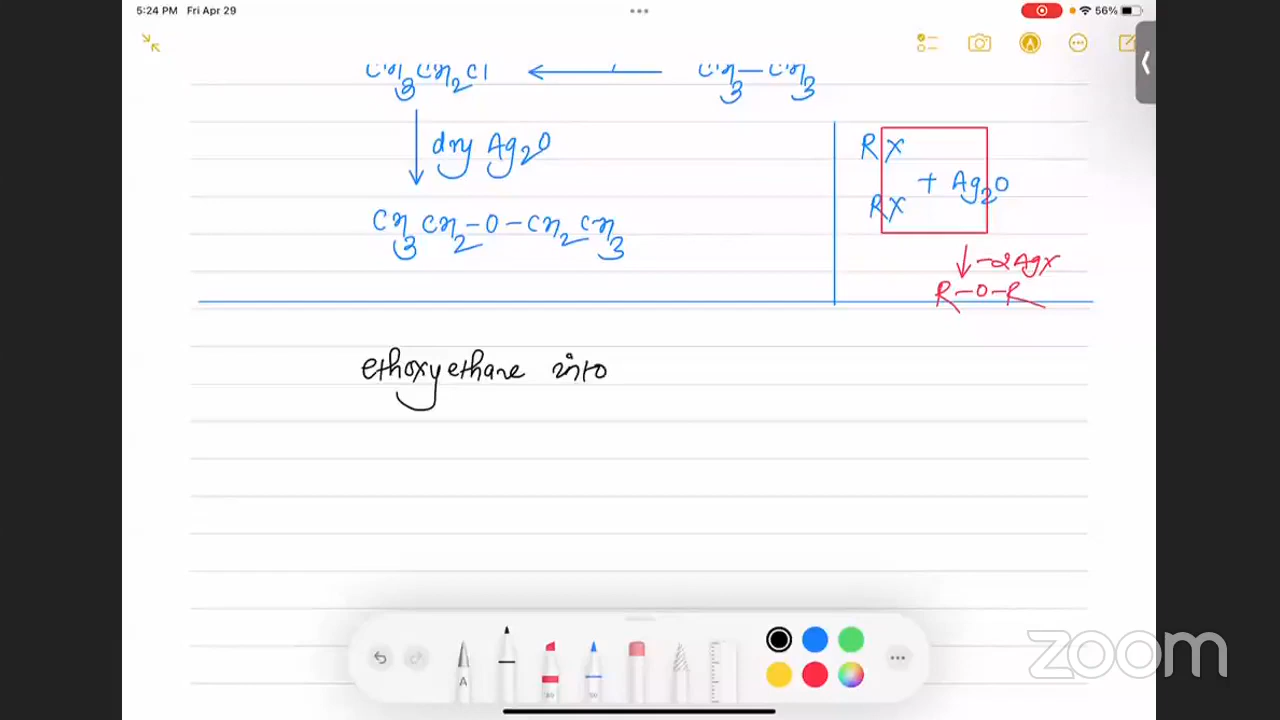 5:24 PM Fri Apr 29
56%
CH3CH2Cl ← CH3—CH3
dry Ag2O
CH3CH2-O-CH2CH3
RX
+ Ag2O
RX
-2AgX
R-O-R
ethoxyethane into
A
zoom